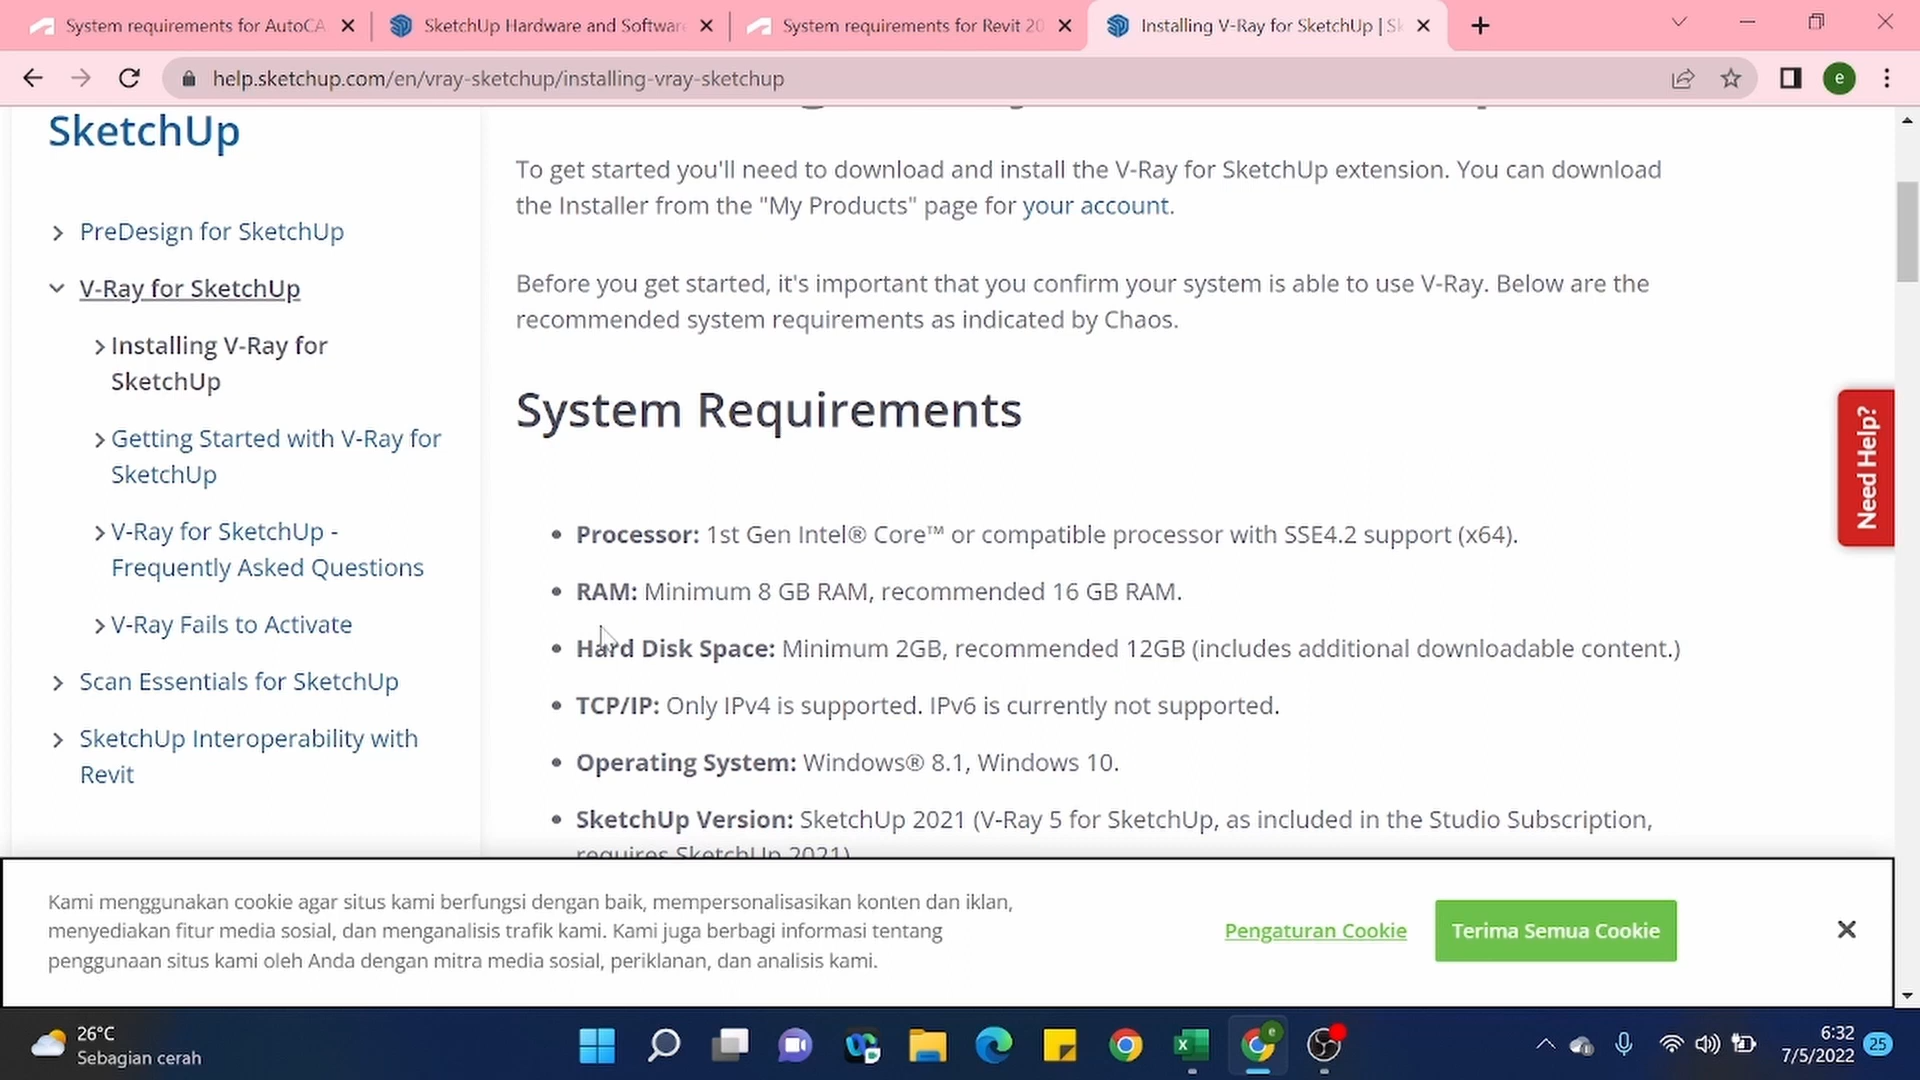 System requirements for AutoCA
SketchUp Hardware and Software
System requirements for Revit 20
Installing V-Ray for SketchUp | Sk
help.sketchup.com/en/vray-sketchup/installing-vray-sketchup
e
SketchUp
PreDesign for SketchUp
V-Ray for SketchUp
Installing V-Ray for
SketchUp
Getting Started with V-Ray for
SketchUp
V-Ray for SketchUp -
Frequently Asked Questions
V-Ray Fails to Activate
Scan Essentials for SketchUp
SketchUp Interoperability with
Revit
To get started you'll need to download and install the V-Ray for SketchUp extension. You can download
the Installer from the "My Products" page for your account.
Before you get started, it's important that you confirm your system is able to use V-Ray. Below are the
recommended system requirements as indicated by Chaos.
System Requirements
• Processor: 1st Gen Intel® Core™ or compatible processor with SSE4.2 support (x64).
• RAM: Minimum 8 GB RAM, recommended 16 GB RAM.
• Hard Disk Space: Minimum 2GB, recommended 12GB (includes additional downloadable content.)
• TCP/IP: Only IPv4 is supported. IPv6 is currently not supported.
• Operating System: Windows® 8.1, Windows 10.
• SketchUp Version: SketchUp 2021 (V-Ray 5 for SketchUp, as included in the Studio Subscription,
requires SketchUp 2021)
Need Help?
Kami menggunakan cookie agar situs kami berfungsi dengan baik, mempersonalisasikan konten dan iklan,
menyediakan fitur media sosial, dan menganalisis trafik kami. Kami juga berbagi informasi tentang
penggunaan situs kami oleh Anda dengan mitra media sosial, periklanan, dan analisis kami.
Pengaturan Cookie
Terima Semua Cookie
26°C
Sebagian cerah
e
6:32
7/5/2022
25